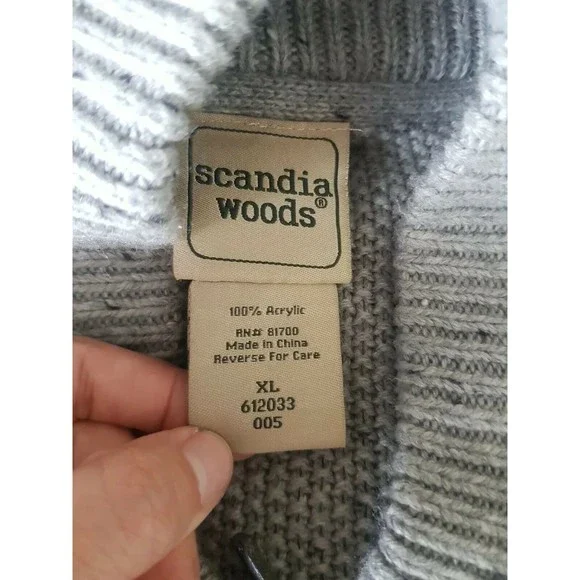 scandia
woods®
100% Acrylic
RN# 81700
Made in China
Reverse For Care
XL
612033
005